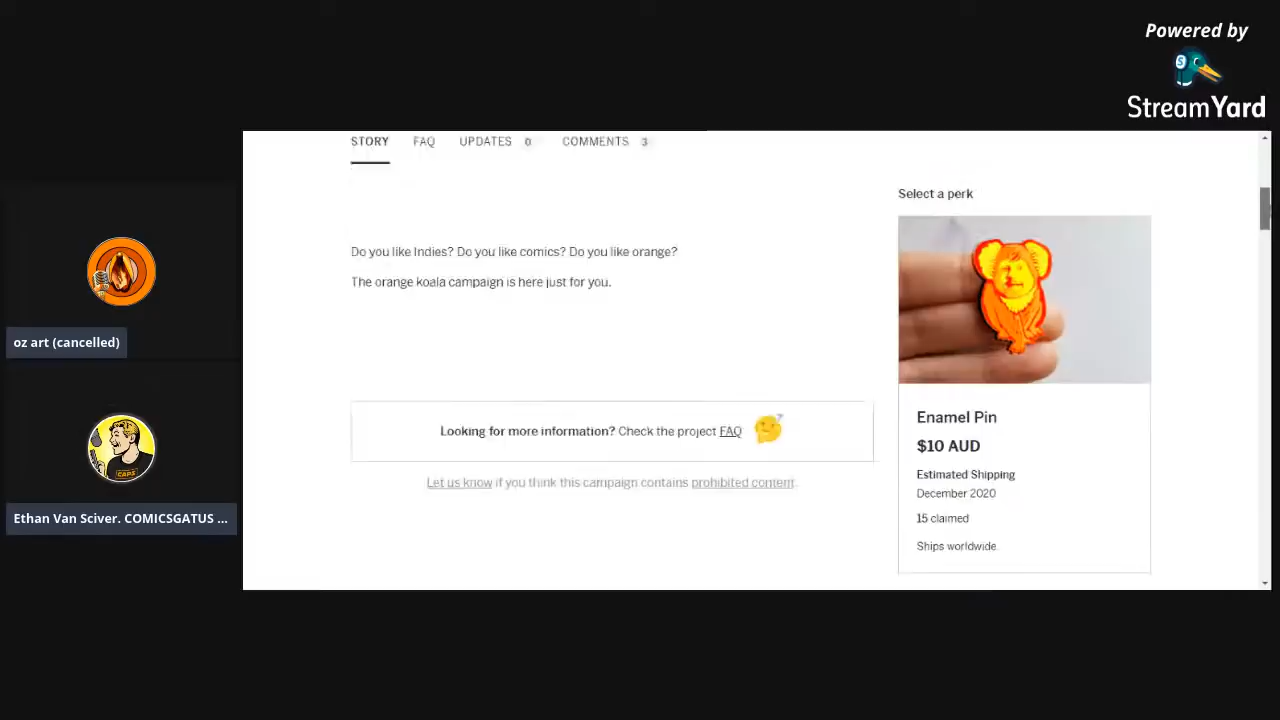 Powered by
StreamYard
STORY FAQ UPDATES 0 COMMENTS 3
Select a perk
Do you like Indies? Do you like comics? Do you like orange?
The orange koala campaign is here just for you.
oz art (cancelled)
Looking for more information? Check the project FAQ
Let us know if you think this campaign contains prohibited content.
Enamel Pin
$10 AUD
Estimated Shipping
December 2020
15 claimed
Ships worldwide
CAPS
Ethan Van Sciver. COMICSGATUS ...